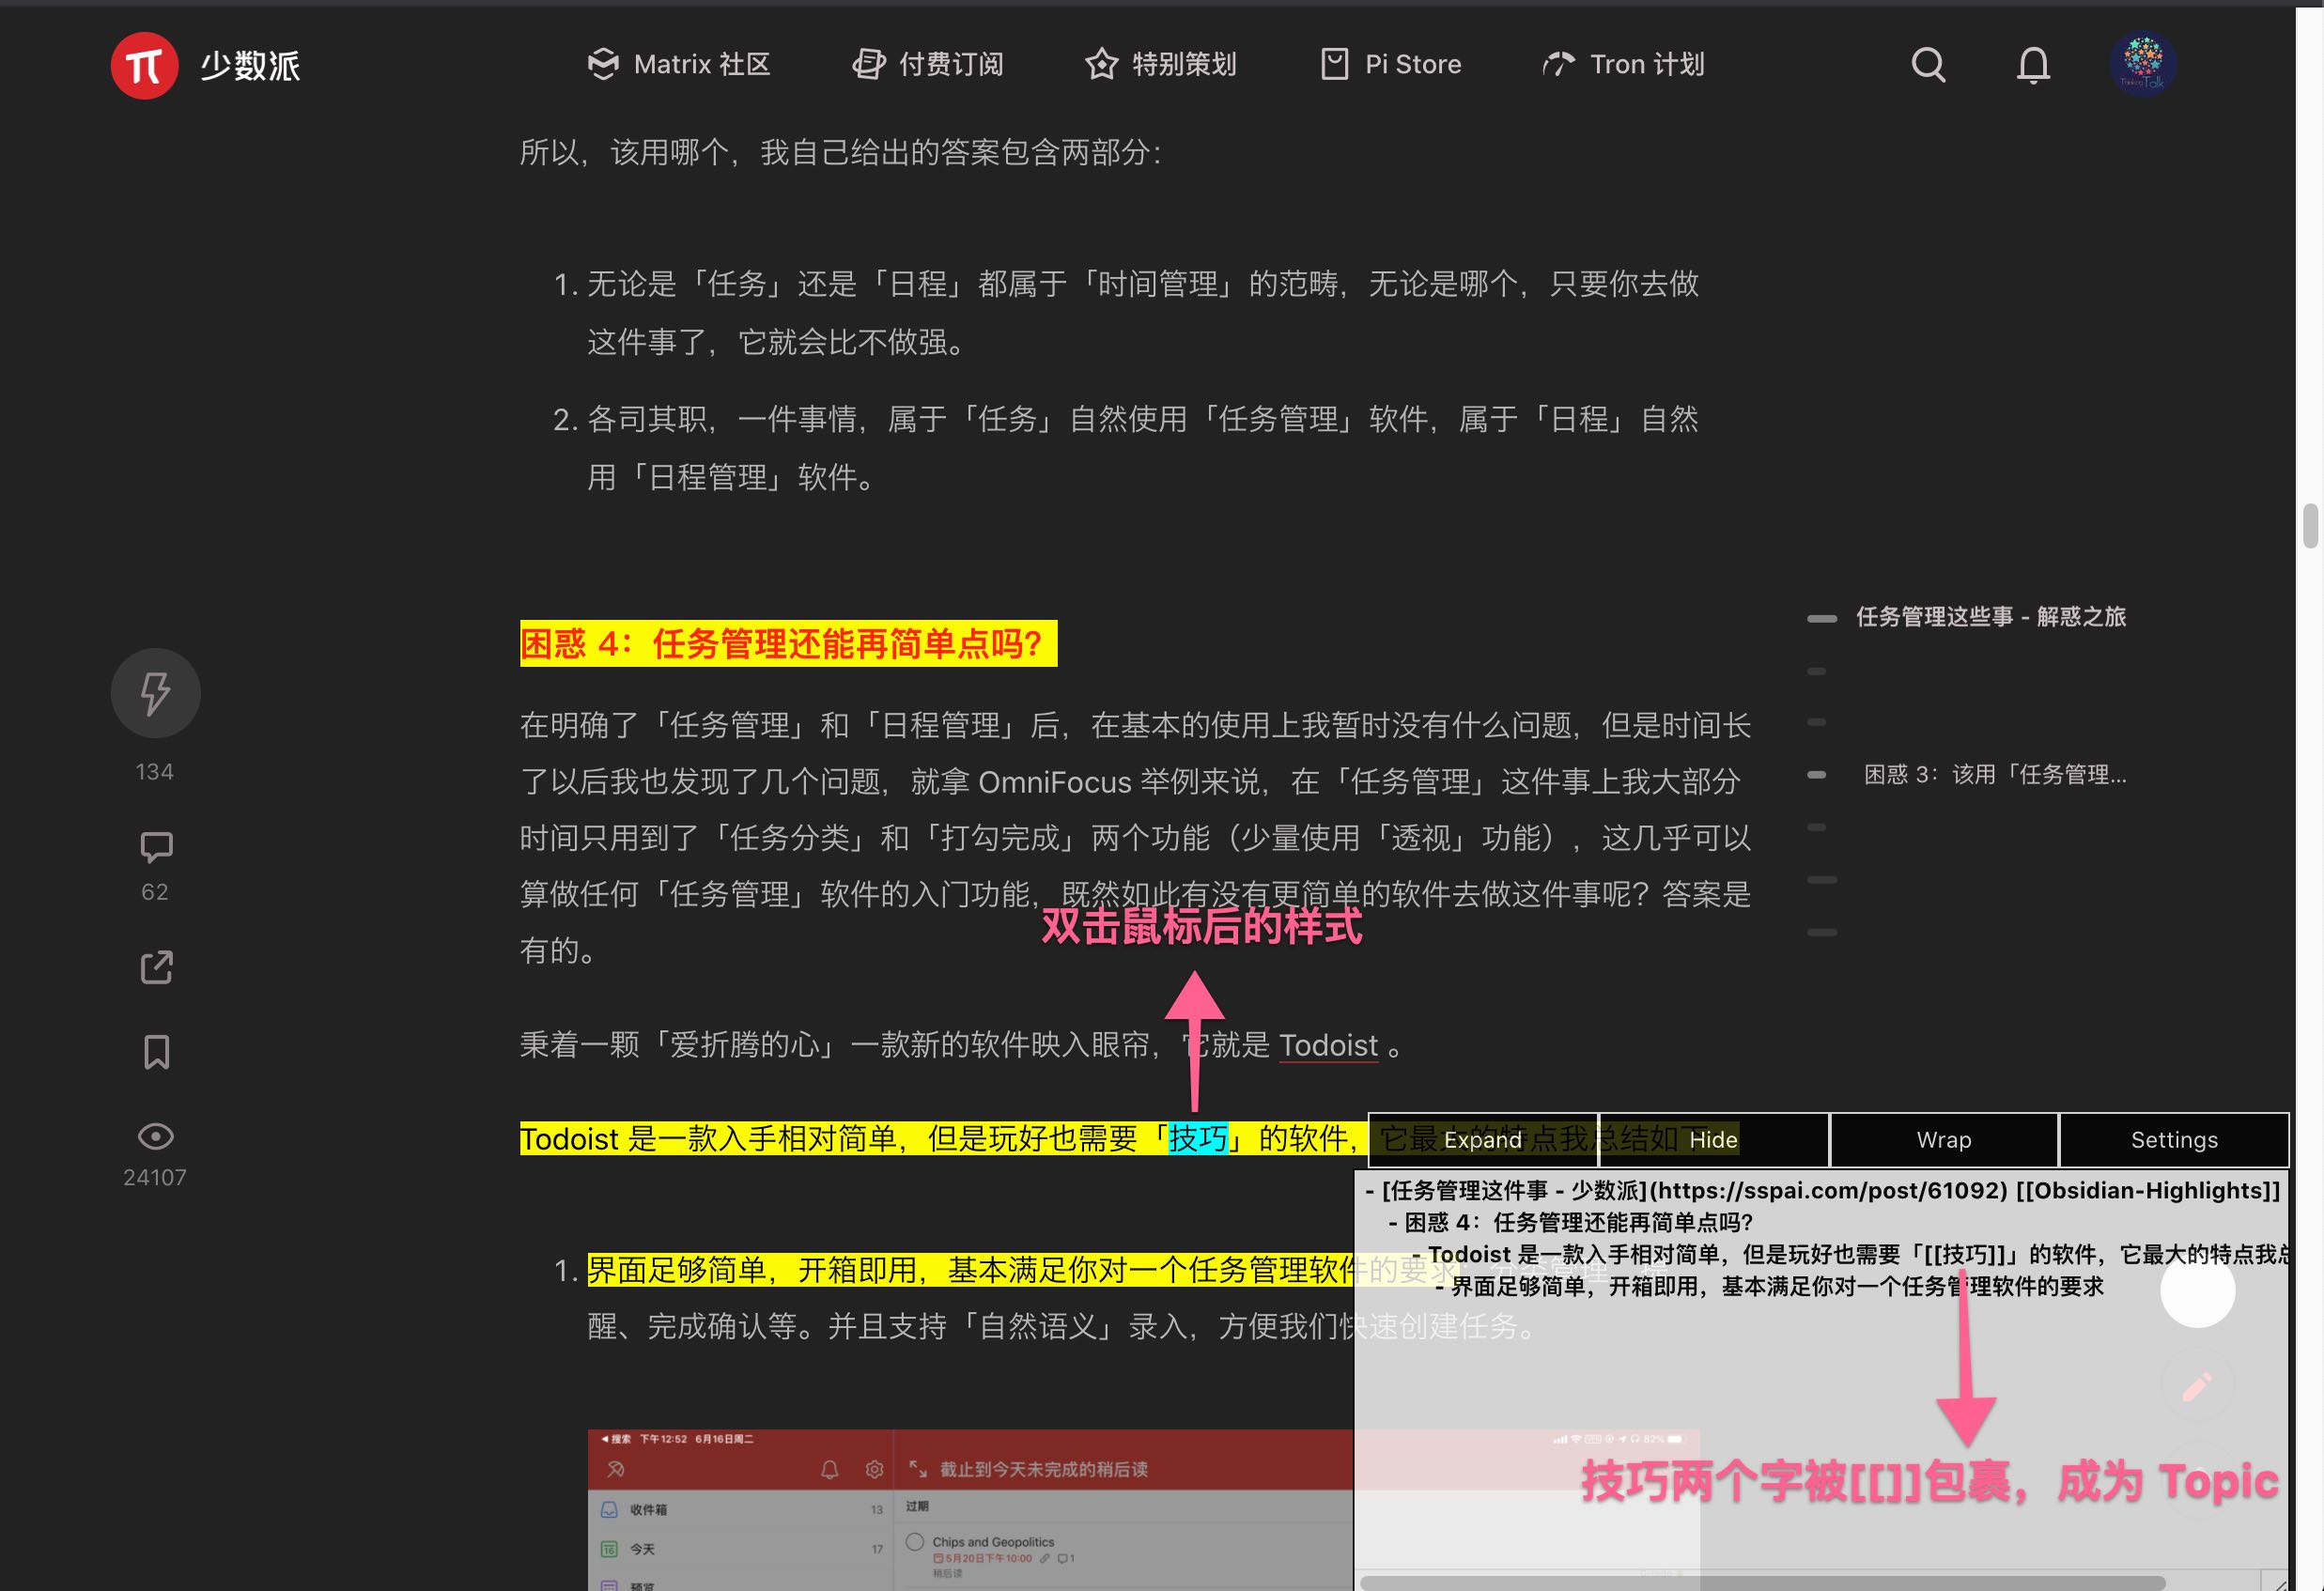 少数派
Matrix 社区
付费订阅
特别策划
Pi Store
Tron 计划
ThinkingTalk
所以，该用哪个，我自己给出的答案包含两部分：
1. 无论是「任务」还是「日程」都属于「时间管理」的范畴，无论是哪个，只要你去做
这件事了，它就会比不做强。
2. 各司其职，一件事情，属于「任务」自然使用「任务管理」软件，属于「日程」自然
用「日程管理」软件。
困惑 4：任务管理还能再简单点吗？
在明确了「任务管理」和「日程管理」后，在基本的使用上我暂时没有什么问题，但是时间长
了以后我也发现了几个问题，就拿 OmniFocus 举例来说，在「任务管理」这件事上我大部分
时间只用到了「任务分类」和「打勾完成」两个功能（少量使用「透视」功能），这几乎可以
算做任何「任务管理」软件的入门功能，既然如此有没有更简单的软件去做这件事呢？答案是
有的。
双击鼠标后的样式
秉着一颗「爱折腾的心」一款新的软件映入眼帘，它就是 Todoist 。
Todoist 是一款入手相对简单，但是玩好也需要「技巧」的软件，它最大的特点我总结如下
1. 界面足够简单，开箱即用，基本满足你对一个任务管理软件的要求
醒、完成确认等。并且支持「自然语义」录入，方便我们快速创建任务。
134
62
24107
任务管理这些事 - 解惑之旅
困惑 3：该用「任务管理...
Expand
Hide
Wrap
Settings
- [任务管理这件事 - 少数派](https://sspai.com/post/61092) [[Obsidian-Highlights]]
- 困惑 4：任务管理还能再简单点吗？
- Todoist 是一款入手相对简单，但是玩好也需要「[[技巧]]」的软件，它最大的特点我总
- 界面足够简单，开箱即用，基本满足你对一个任务管理软件的要求
技巧两个字被[[]]包裹，成为 Topic
搜索 下午12:52 6月16日周二
82%
截止到今天未完成的稍后读
收件箱 13
今天 17
预览
过期
Chips and Geopolitics
5月20日下午10:00 1
稍后读